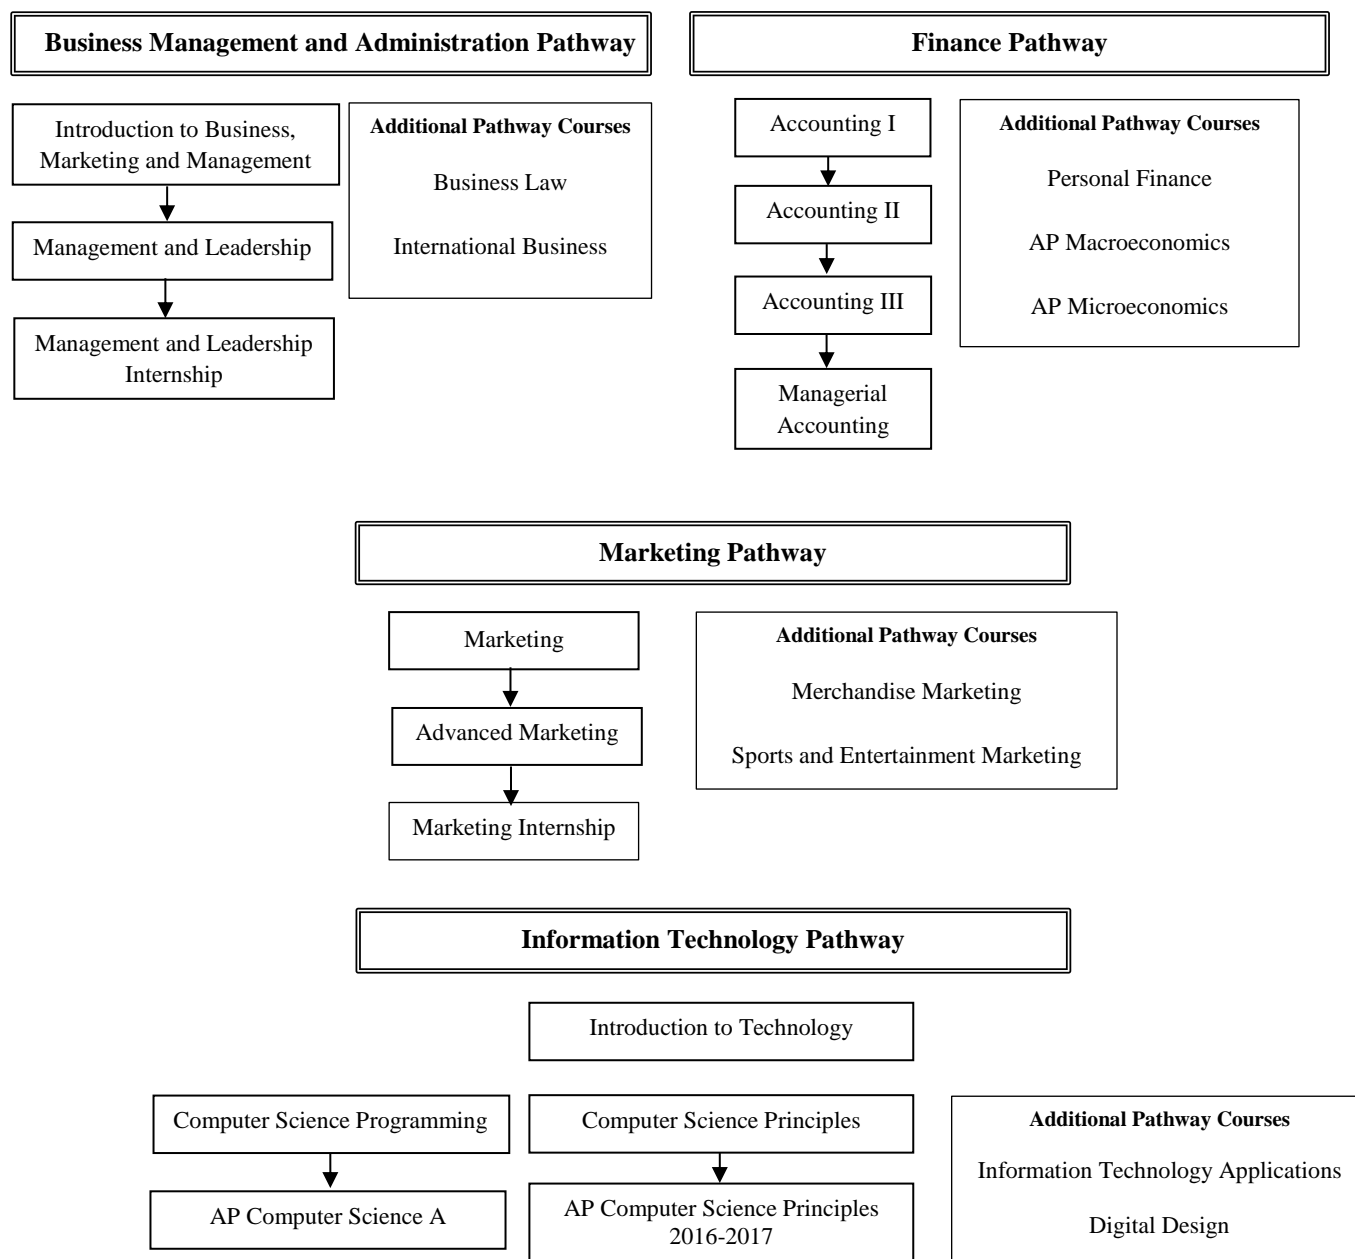 Business Management and Administration Pathway
Finance Pathway
Introduction to Business,
Marketing and Management
Management and Leadership
Management and Leadership
Internship
Additional Pathway Courses
Business Law
International Business
Accounting I
Accounting II
Accounting III
Managerial
Accounting
Additional Pathway Courses
Personal Finance
AP Macroeconomics
AP Microeconomics
Marketing Pathway
Marketing
Advanced Marketing
Marketing Internship
Additional Pathway Courses
Merchandise Marketing
Sports and Entertainment Marketing
Information Technology Pathway
Introduction to Technology
Computer Science Programming
AP Computer Science A
Computer Science Principles
AP Computer Science Principles
2016-2017
Additional Pathway Courses
Information Technology Applications
Digital Design